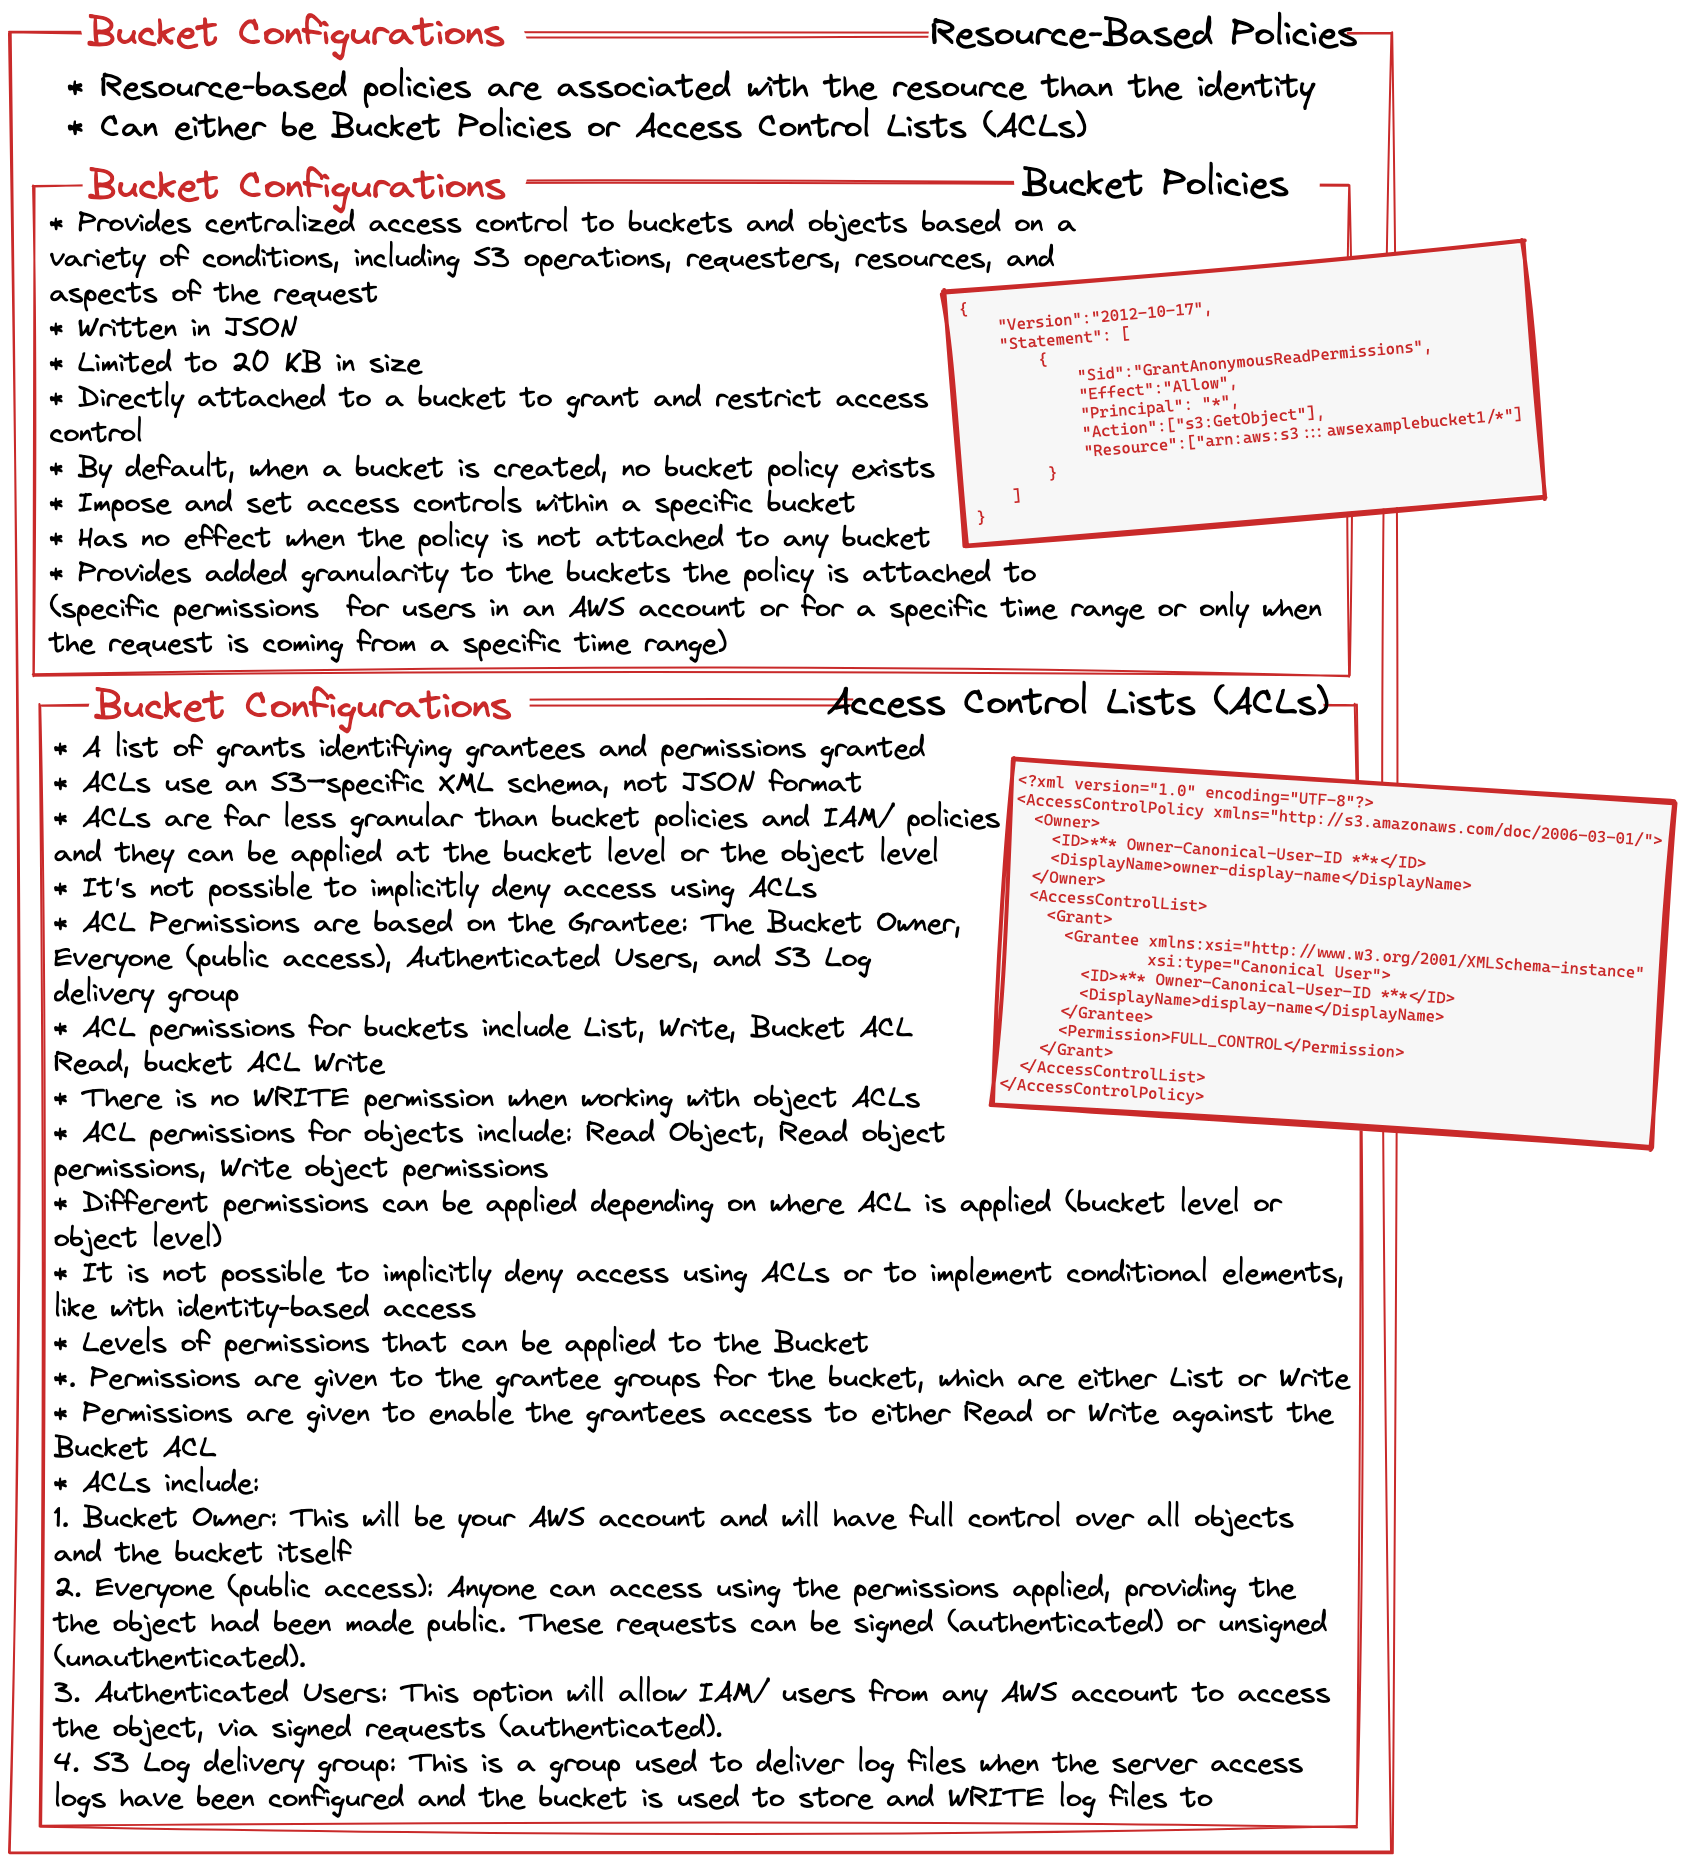 Bucket Configurations
Resource-Based Policies
* Resource-based policies are associated with the resource than the identity
* Can either be Bucket Policies or Access Control Lists (ACLs)
Bucket Configurations
Bucket Policies
* Provides centralized access control to buckets and objects based on a
variety of conditions, including S3 operations, requesters, resources, and
aspects of the request
* Written in JSON
* Limited to 20 KB in size
* Directly attached to a bucket to grant and restrict access
control
* By default, when a bucket is created, no bucket policy exists
* Impose and set access controls within a specific bucket
* Has no effect when the policy is not attached to any bucket
* Provides added granularity to the buckets the policy is attached to
(specific permissions  for users in an AWS account or for a specific time range or only when
the request is coming from a specific time range)
{
"Version":"2012-10-17",
"Statement": [
{
"Sid":"GrantAnonymousReadPermissions",
"Effect":"Allow",
"Principal": "*",
"Action":["s3:GetObject"],
"Resource":["arn:aws:s3:::awsexamplebucket1/*"]
}
]
}
Bucket Configurations
Access Control Lists (ACLs)
* A list of grants identifying grantees and permissions granted
* ACLs use an S3-specific XML schema, not JSON format
* ACLs are far less granular than bucket policies and IAM/ policies
and they can be applied at the bucket level or the object level
* It's not possible to implicitly deny access using ACLs
* ACL Permissions are based on the Grantee: The Bucket Owner,
Everyone (public access), Authenticated Users, and S3 Log
delivery group
* ACL permissions for buckets include List, Write, Bucket ACL
Read, bucket ACL Write
* There is no WRITE permission when working with object ACLs
* ACL permissions for objects include: Read Object, Read object
permissions, Write object permissions
* Different permissions can be applied depending on where ACL is applied (bucket level or
object level)
* It is not possible to implicitly deny access using ACLs or to implement conditional elements,
like with identity-based access
* Levels of permissions that can be applied to the Bucket
*. Permissions are given to the grantee groups for the bucket, which are either List or Write
* Permissions are given to enable the grantees access to either Read or Write against the
Bucket ACL
* ACLs include:
1. Bucket Owner: This will be your AWS account and will have full control over all objects
and the bucket itself
2. Everyone (public access): Anyone can access using the permissions applied, providing the
the object had been made public. These requests can be signed (authenticated) or unsigned
(unauthenticated).
3. Authenticated Users: This option will allow IAM/ users from any AWS account to access
the object, via signed requests (authenticated).
4. S3 Log delivery group: This is a group used to deliver log files when the server access
logs have been configured and the bucket is used to store and WRITE log files to
<?xml version="1.0" encoding="UTF-8"?>
<AccessControlPolicy xmlns="http://s3.amazonaws.com/doc/2006-03-01/">
<Owner>
<ID>*** Owner-Canonical-User-ID ***</ID>
<DisplayName>owner-display-name</DisplayName>
</Owner>
<AccessControlList>
<Grant>
<Grantee xmlns:xsi="http://www.w3.org/2001/XMLSchema-instance"
xsi:type="Canonical User">
<ID>*** Owner-Canonical-User-ID ***</ID>
<DisplayName>display-name</DisplayName>
</Grantee>
<Permission>FULL_CONTROL</Permission>
</Grant>
</AccessControlList>
</AccessControlPolicy>